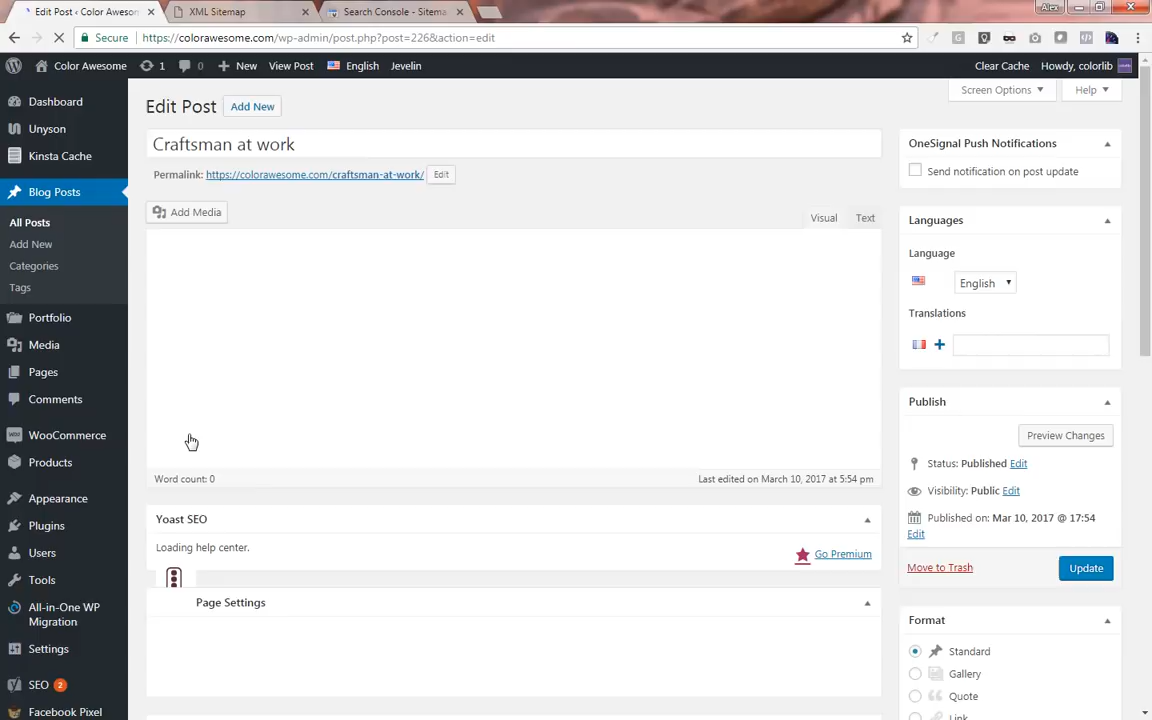 Edit Post ‹ Color Aweson
XML Sitemap
Search Console - Sitema
Alex
Secure
https://colorawesome.com/wp-admin/post.php?post=226&action=edit
Color Awesome
1
0
New
View Post
English
Jevelin
Clear Cache
Howdy, colorlib
Dashboard
Unyson
Kinsta Cache
Blog Posts
All Posts
Add New
Categories
Tags
Portfolio
Media
Pages
Comments
WooCommerce
Products
Appearance
Plugins
Users
Tools
All-in-One WP
Migration
Settings
SEO 2
Facebook Pixel
Screen Options
Help
Edit Post
Add New
Craftsman at work
Permalink: https://colorawesome.com/craftsman-at-work/
Edit
Add Media
Visual
Text
Word count: 0
Last edited on March 10, 2017 at 5:54 pm
Yoast SEO
Loading help center.
Go Premium
Page Settings
OneSignal Push Notifications
Send notification on post update
Languages
Language
English
Translations
Publish
Preview Changes
Status: Published Edit
Visibility: Public Edit
Published on: Mar 10, 2017 @ 17:54
Edit
Move to Trash
Update
Format
Standard
Gallery
Quote
Link